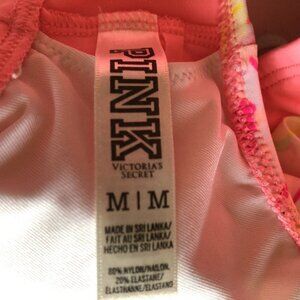 PINK
VICTORIA'S
SECRET
M | M
MADE IN SRI LANKA/
FAIT AU SRI LANKA/
HECHO EN SRI LANKA
80% NYLON/NAILON,
20% ELASTANE/
ELASTHANNE/ELASTANO